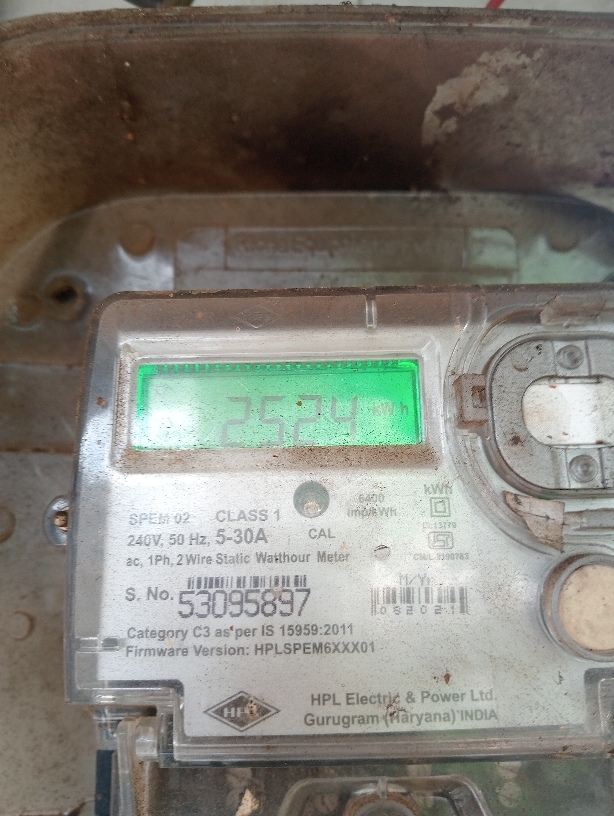 2524 kWh
SPEM 02 CLASS 1
6400 imp/kWh
kWh
240V, 50 Hz, 5-30A
CAL
IS 13779
ac, 1Ph, 2 Wire Static Watthour Meter
M/Yr
S. No. 53095897
052021
Category C3 as per IS 15959:2011
Firmware Version: HPLSPEM6XXX01
HPL
HPL Electric & Power Ltd.
Gurugram (Haryana) INDIA